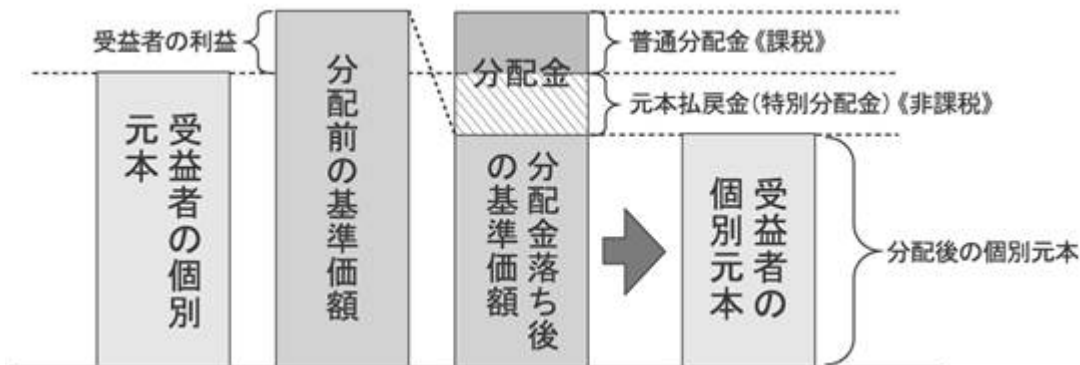 受益者の利益
受益者の個別
元本
分配前の基準価額
分配金
分配金落ち後
の基準価額
普通分配金《課税》
元本払戻金(特別分配金)《非課税》
受益者の
個別元本
分配後の個別元本